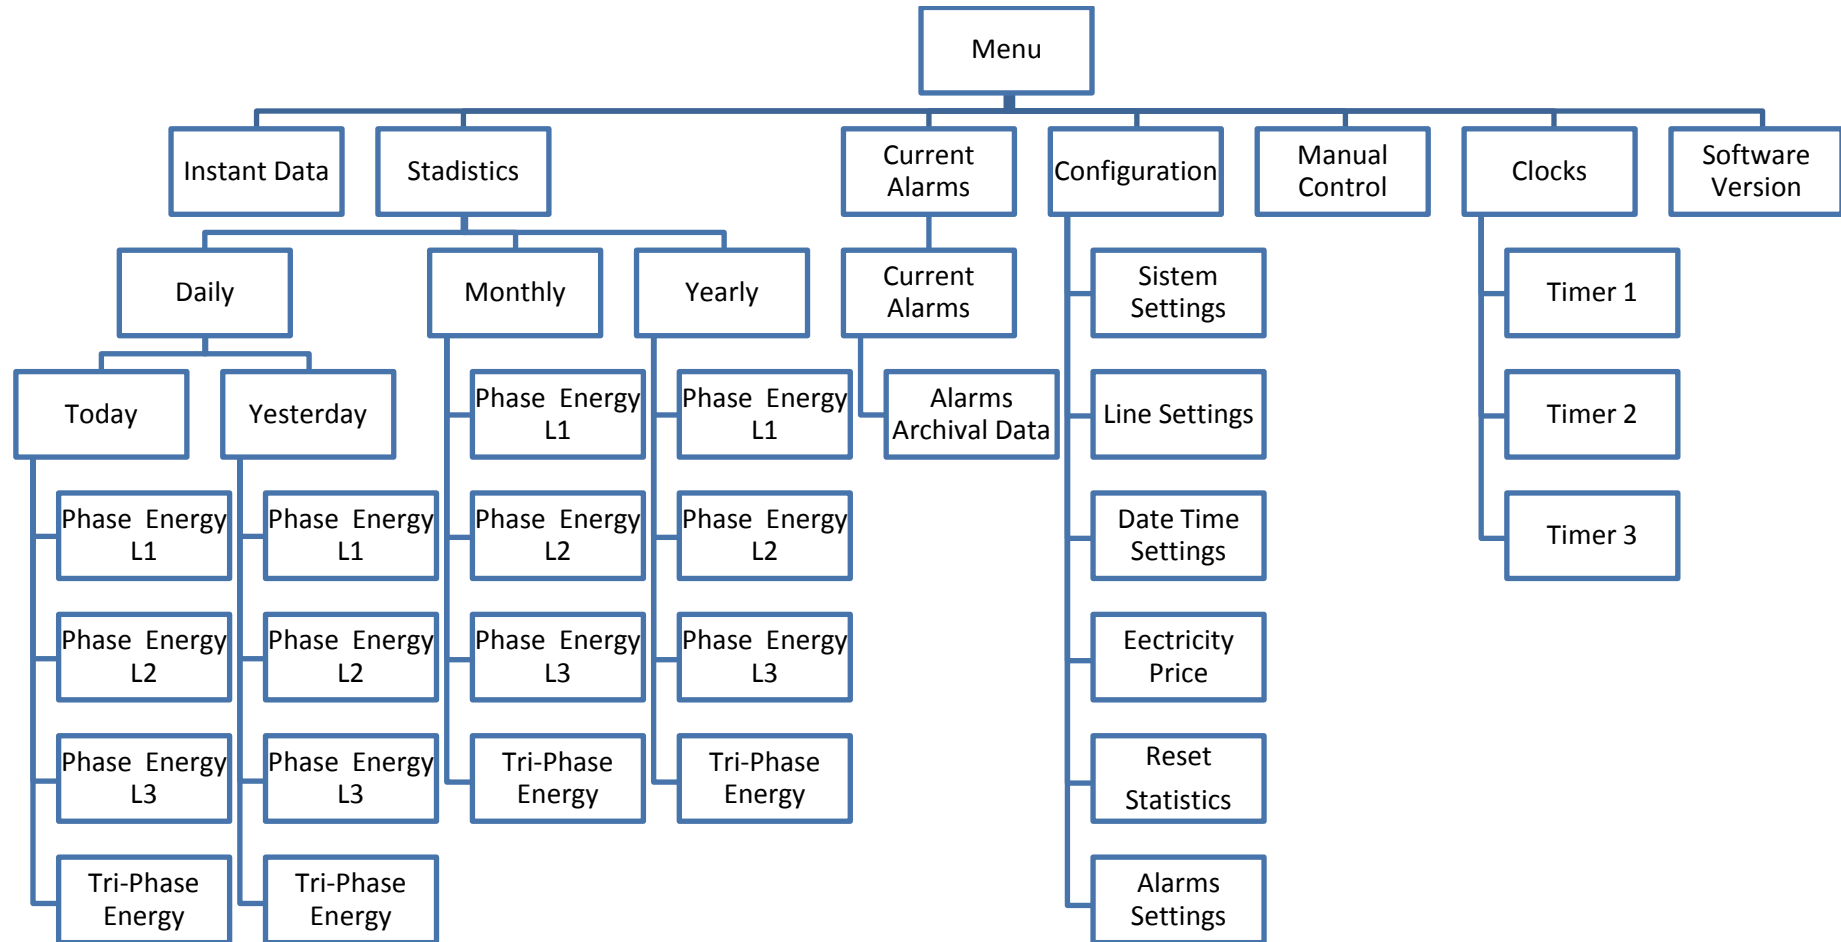 Menu
Instant Data
Stadistics
Current
Alarms
Configuration
Manual
Control
Clocks
Software
Version
Daily
Monthly
Yearly
Current
Alarms
Sistem
Settings
Timer 1
Today
Yesterday
Phase Energy
L1
Phase Energy
L1
Alarms
Archival Data
Line Settings
Timer 2
Phase Energy
L1
Phase Energy
L1
Phase Energy
L2
Phase Energy
L2
Date Time
Settings
Timer 3
Phase Energy
L2
Phase Energy
L2
Phase Energy
L3
Phase Energy
L3
Eectricity
Price
Phase Energy
L3
Phase Energy
L3
Tri-Phase
Energy
Tri-Phase
Energy
Reset
Statistics
Tri-Phase
Energy
Tri-Phase
Energy
Alarms
Settings